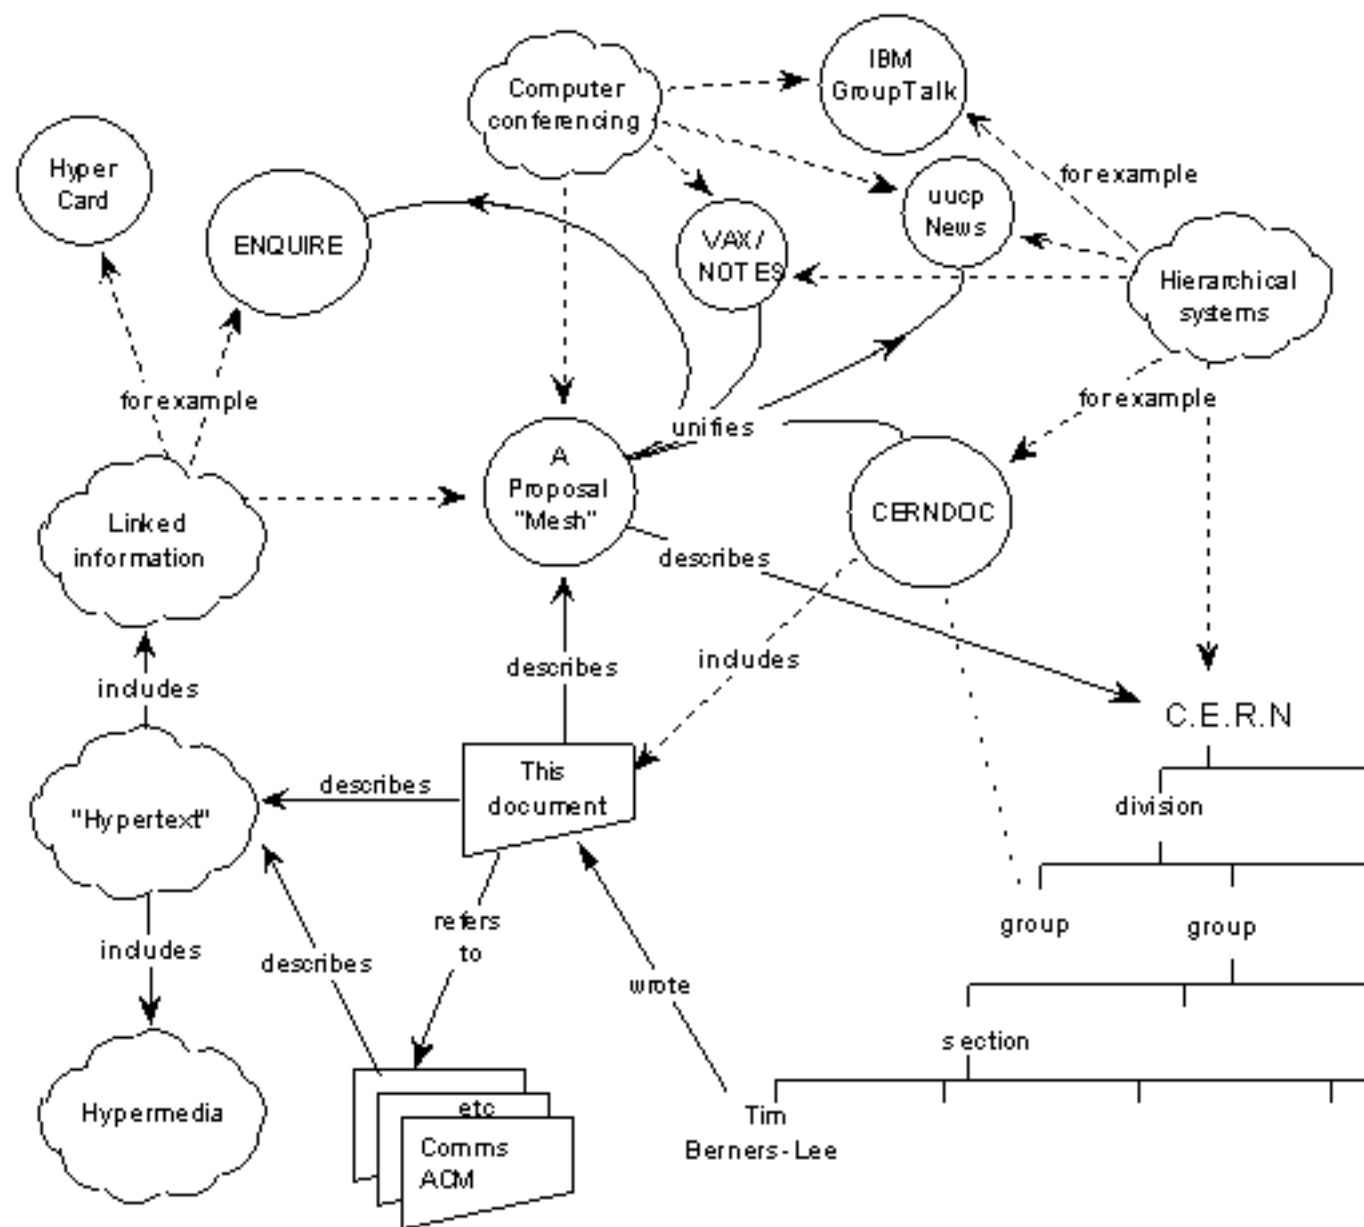 IBM
GroupTalk
Computer
conferencing
Hyper
Card
for example
uucp
News
ENQUIRE
VAX/
NOTES
Hierarchical
systems
for example
for example
unifies
A
Proposal
"Mesh"
CERNDOC
Linked
information
describes
describes
includes
includes
C.E.R.N
This
document
describes
division
"Hypertext"
refers
to
group
group
includes
describes
wrote
section
Hypermedia
etc
Comms
ACM
Tim
Berners-Lee